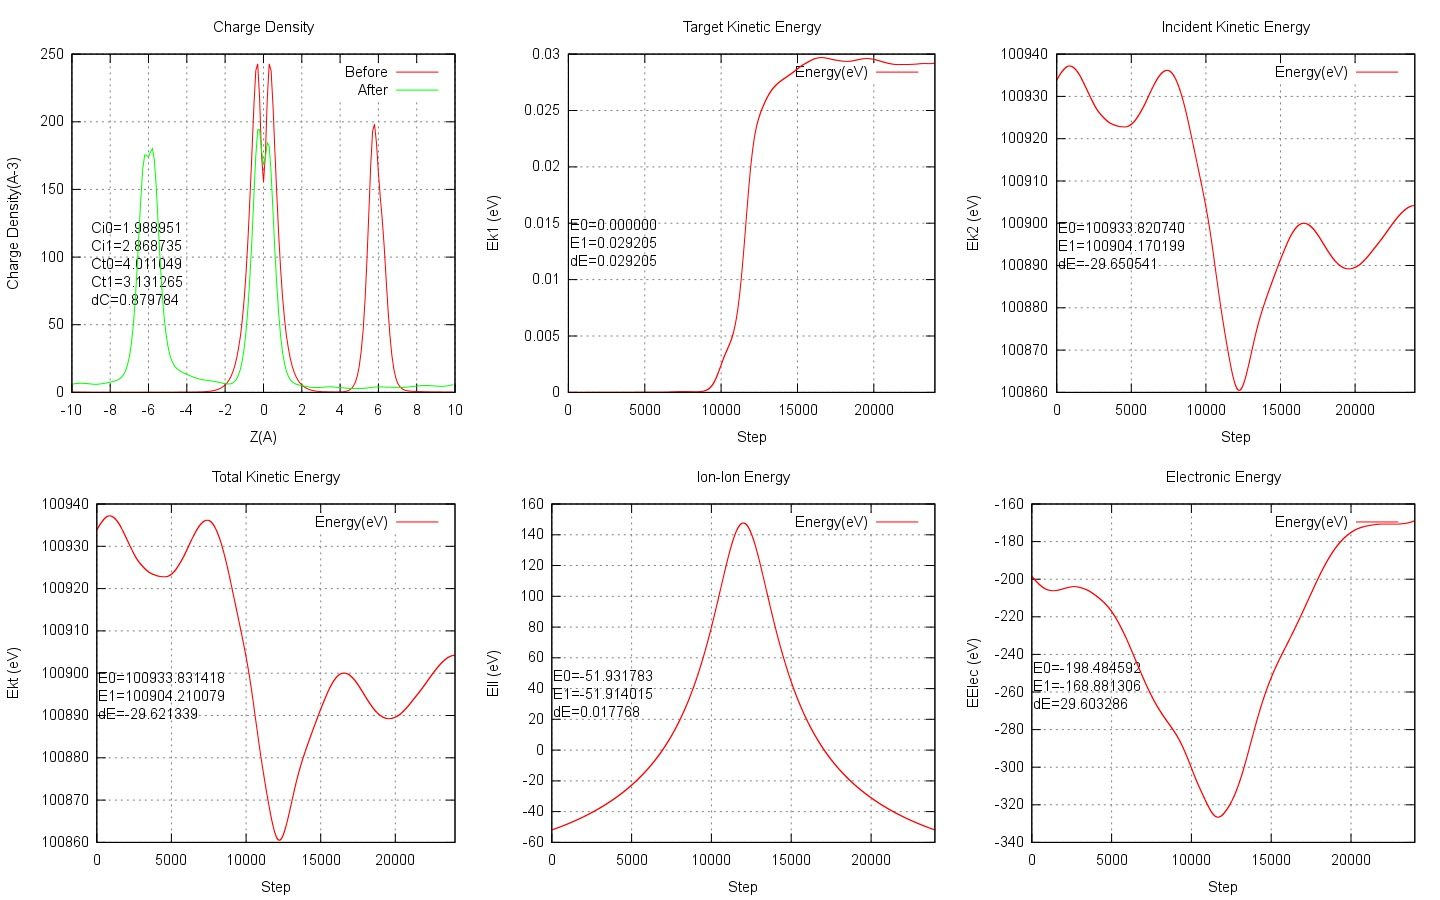 Charge Density
250
200
150
100
50
0
-10 -8 -6 -4 -2 0 2 4 6 8 10
Charge Density(A-3)
Z(A)
Before
After
Ci0=1.988951
Ci1=2.868735
Ct0=4.011049
Ct1=3.131265
dC=0.879784
Target Kinetic Energy
0.03
0.025
0.02
0.015
0.01
0.005
0
0 5000 10000 15000 20000
Ek1 (eV)
Step
Energy(eV)
E0=0.000000
E1=0.029205
dE=0.029205
Incident Kinetic Energy
100940
100930
100920
100910
100900
100890
100880
100870
100860
0 5000 10000 15000 20000
Ek2 (eV)
Step
Energy(eV)
E0=100933.820740
E1=100904.170199
dE=-29.650541
Total Kinetic Energy
100940
100930
100920
100910
100900
100890
100880
100870
100860
0 5000 10000 15000 20000
Ekt (eV)
Step
Energy(eV)
E0=100933.831418
E1=100904.210079
dE=-29.621339
Ion-Ion Energy
160
140
120
100
80
60
40
20
0
-20
-40
-60
0 5000 10000 15000 20000
EII (eV)
Step
Energy(eV)
E0=-51.931783
E1=-51.914015
dE=0.017768
Electronic Energy
-160
-180
-200
-220
-240
-260
-280
-300
-320
-340
0 5000 10000 15000 20000
EElec (eV)
Step
Energy(eV)
E0=-198.484592
E1=-168.881306
dE=29.603286